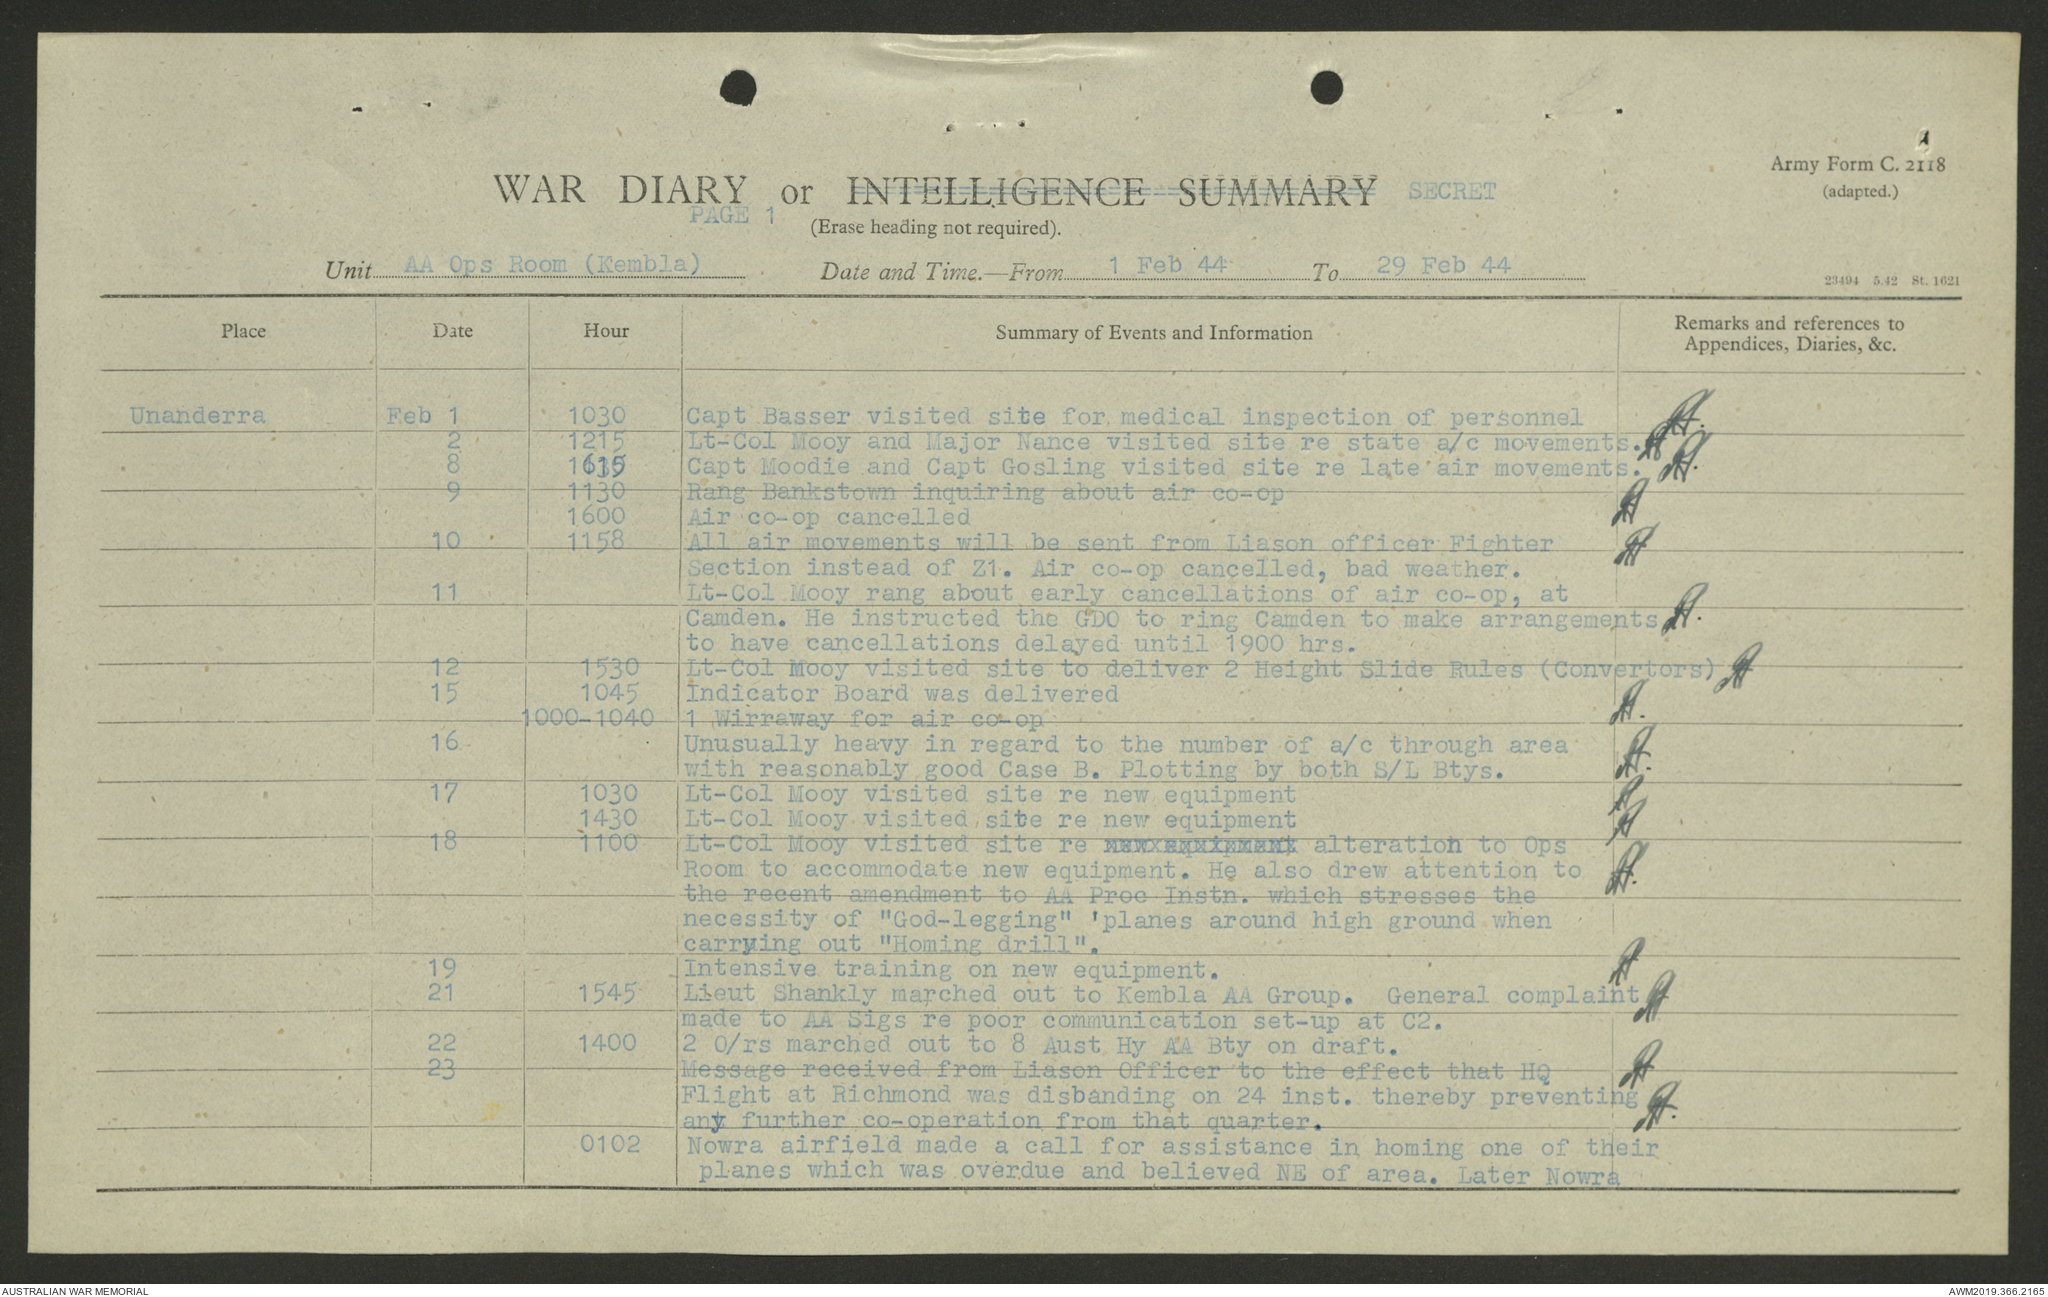 Army Form C. 2118
(adapted.)
WAR DIARY or INTELLIGENCE SUMMARY SECRET
PAGE 1
(Erase heading not required).
Unit AA Ops Room (Kembla) Date and Time.—From 1 Feb 44 To 29 Feb 44
23494 5.42 St. 1621
Place Date Hour Summary of Events and Information Remarks and references to
Appendices, Diaries, &c.
Unanderra Feb 1 1030 Capt Basser visited site for medical inspection of personnel
2 1215 Lt-Col Mooy and Major Nance visited site re state a/c movements.
8 1615 Capt Moodie and Capt Gosling visited site re late air movements.
9 1130 Rang Bankstown inquiring about air co-op
1600 Air co-op cancelled
10 1158 All air movements will be sent from Liason officer Fighter
Section instead of Z1. Air co-op cancelled, bad weather.
11 Lt-Col Mooy rang about early cancellations of air co-op, at
Camden. He instructed the GDO to ring Camden to make arrangements
to have cancellations delayed until 1900 hrs.
12 1530 Lt-Col Mooy visited site to deliver 2 Height Slide Rules (Convertors)
15 1045 Indicator Board was delivered
1000-1040 1 Wirraway for air co-op
16 Unusually heavy in regard to the number of a/c through area
with reasonably good Case B. Plotting by both S/L Btys.
17 1030 Lt-Col Mooy visited site re new equipment
1430 Lt-Col Mooy visited site re new equipment
18 1100 Lt-Col Mooy visited site re new equipment alteration to Ops
Room to accommodate new equipment. He also drew attention to
the recent amendment to AA Proc Instn. which stresses the
necessity of "God-legging" 'planes around high ground when
carrying out "Homing drill".
19 Intensive training on new equipment.
21 1545 Lieut Shankly marched out to Kembla AA Group. General complaint
made to AA Sigs re poor communication set-up at C2.
22 1400 2 O/rs marched out to 8 Aust Hy AA Bty on draft.
23 Message received from Liason Officer to the effect that HQ
Flight at Richmond was disbanding on 24 inst. thereby preventing
any further co-operation from that quarter.
0102 Nowra airfield made a call for assistance in homing one of their
planes which was overdue and believed NE of area. Later Nowra
AUSTRALIAN WAR MEMORIAL
AWM2019.366.2165